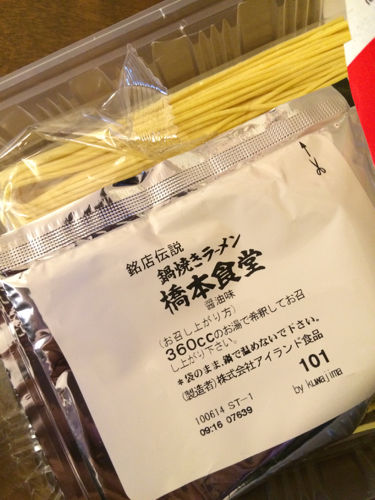 銘店伝説
鍋焼きラーメン
橋本食堂
醤油味
(お召し上がり方)
360ccのお湯で希釈してお召
し上がり下さい。
*袋のまま、鍋で温めないで下さい。
(製造者)株式会社アイランド食品
101
100614 ST-1
09:16 07639
by Kuwajima